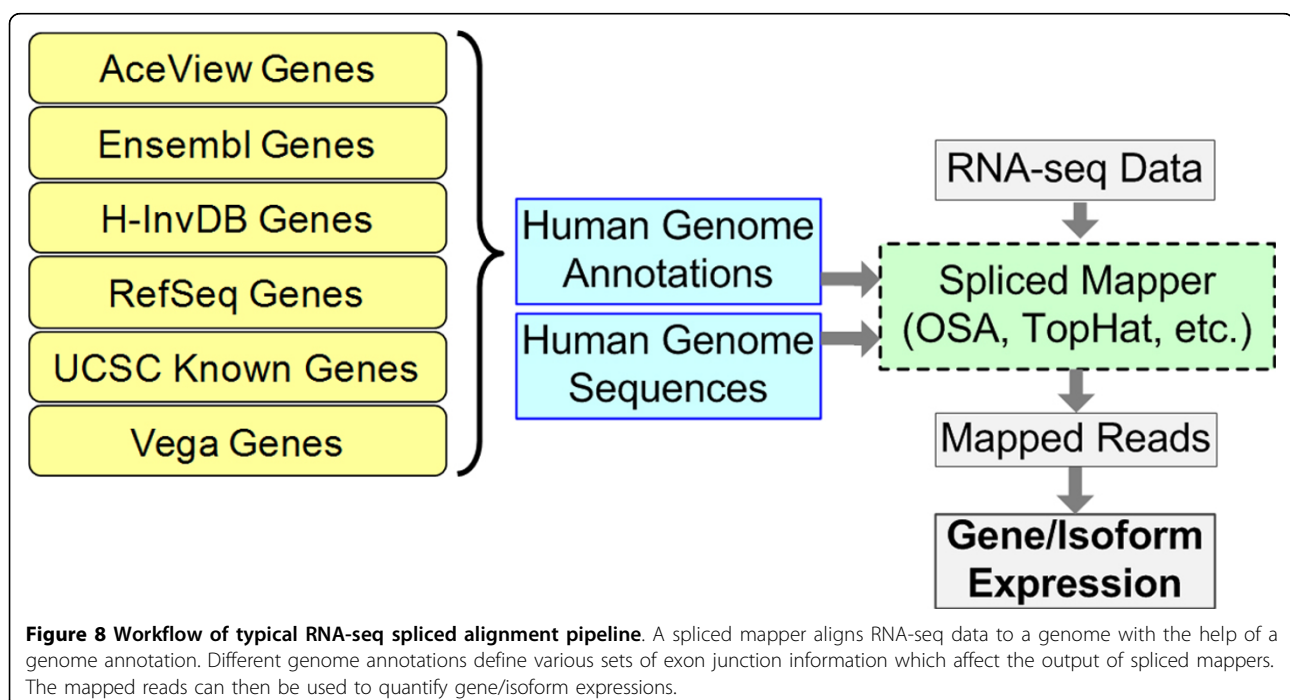 AceView Genes
Ensembl Genes
H-InvDB Genes
RefSeq Genes
UCSC Known Genes
Vega Genes
Human Genome
Annotations
Human Genome
Sequences
RNA-seq Data
Spliced Mapper
(OSA, TopHat, etc.)
Mapped Reads
Gene/Isoform
Expression
Figure 8 Workflow of typical RNA-seq spliced alignment pipeline. A spliced mapper aligns RNA-seq data to a genome with the help of a
genome annotation. Different genome annotations define various sets of exon junction information which affect the output of spliced mappers.
The mapped reads can then be used to quantify gene/isoform expressions.